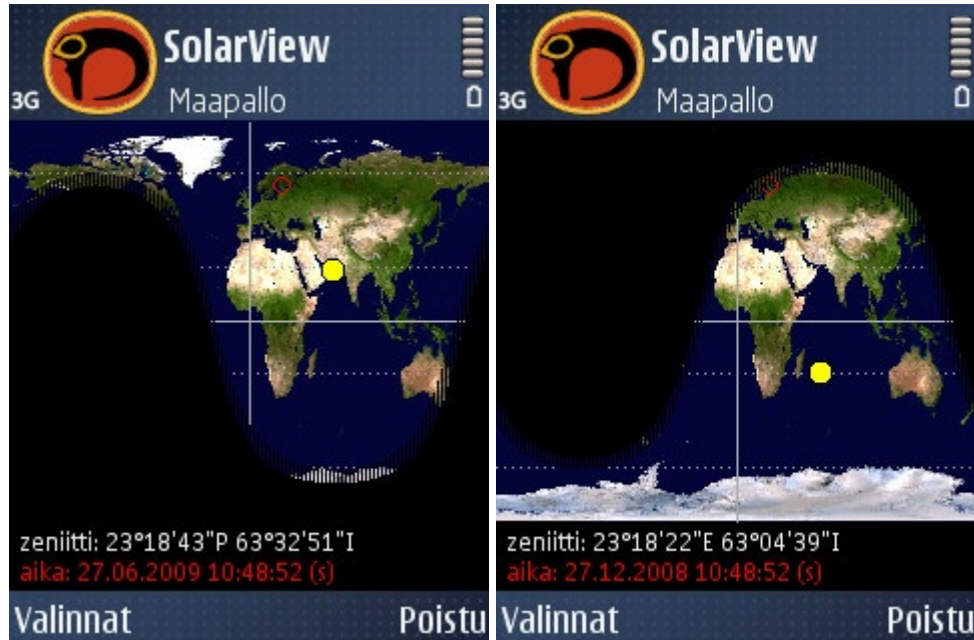 SolarView
3G Maapallo
zeniitti: 23°18'43"P 63°32'51"I
aika: 27.06.2009 10:48:52 (s)
Valinnat Poistu
SolarView
3G Maapallo
zeniitti: 23°18'22"E 63°04'39"I
aika: 27.12.2008 10:48:52 (s)
Valinnat Poistu